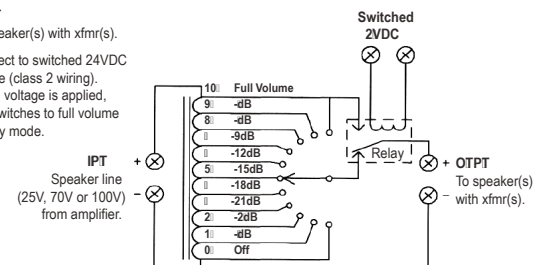 eaker(s) with xfmr(s).
ect to switched 24VDC
e (class 2 wiring).
voltage is applied,
witches to full volume
y mode.
Switched
2VDC
10 Full Volume
9 -dB
8 -dB
-9dB
-12dB
5 -15dB
-18dB
-21dB
2 -2dB
1 -dB
0 Off
Relay
IPT
+
Speaker line
(25V, 70V or 100V)
-
from amplifier.
+ OTPT
To speaker(s)
- with xfmr(s).